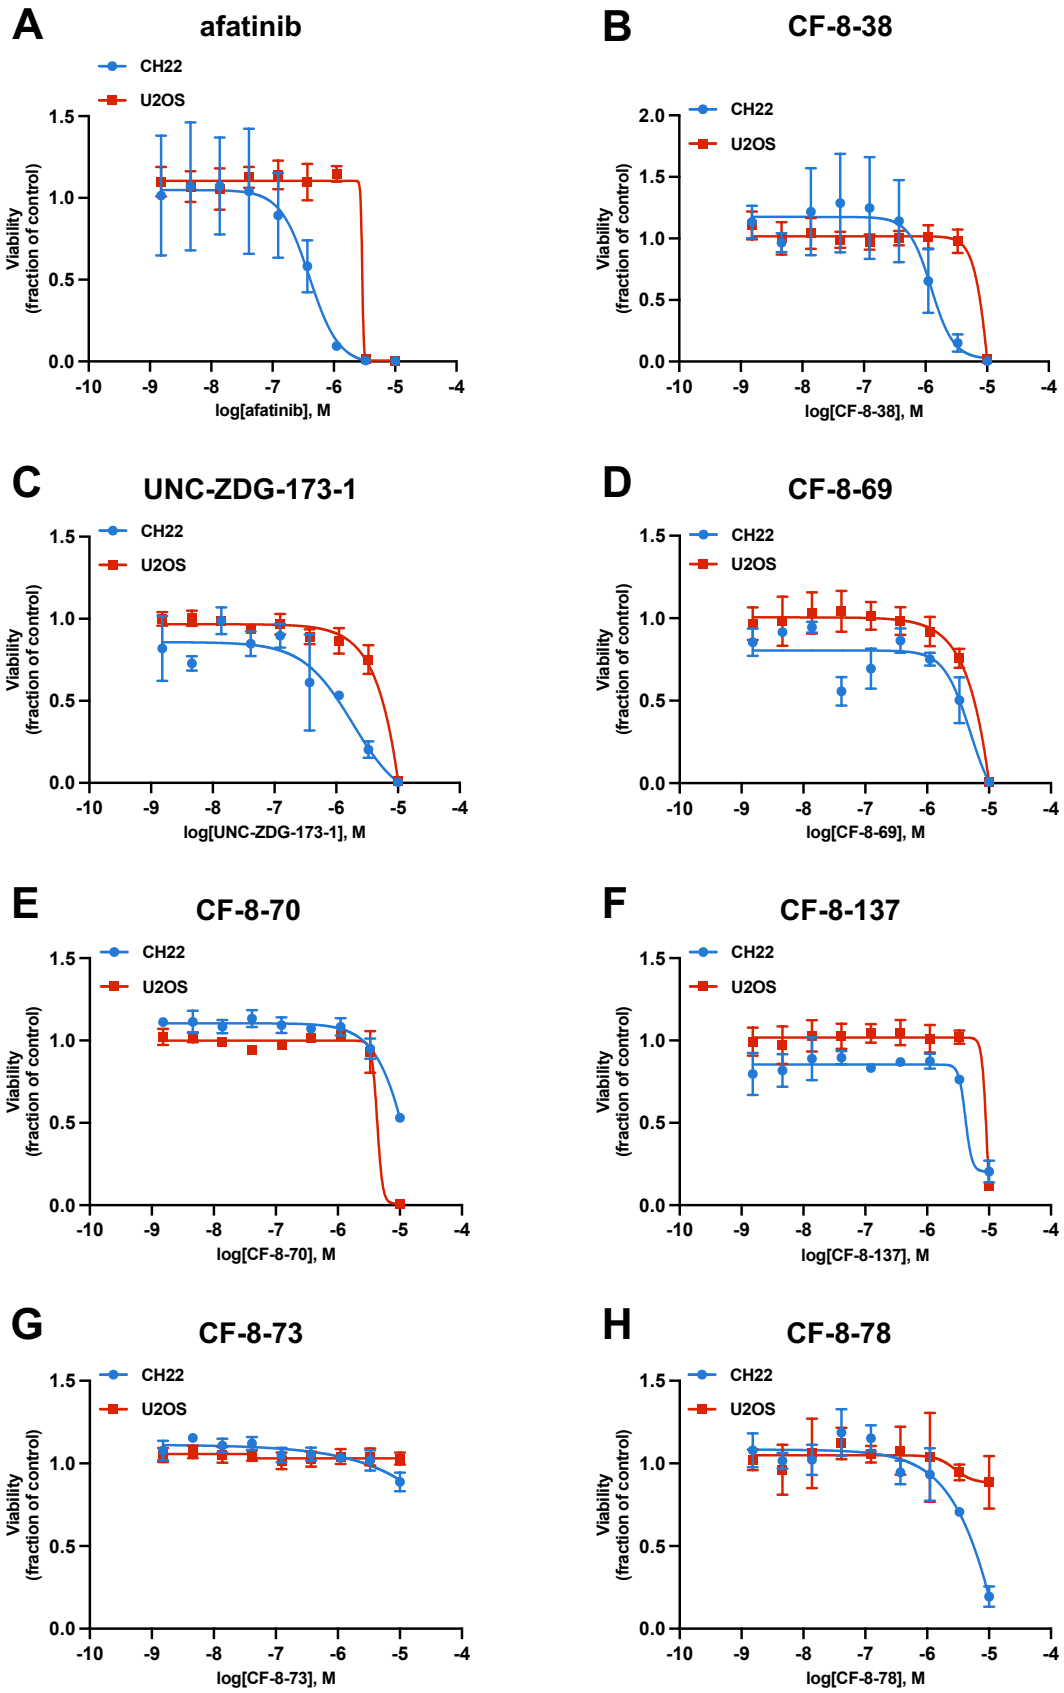 A
afatinib
CH22
U2OS
Viability
(fraction of control)
1.5
1.0
0.5
0.0
-10 -9 -8 -7 -6 -5 -4
log[afatinib], M
B
CF-8-38
CH22
U2OS
Viability
(fraction of control)
2.0
1.5
1.0
0.5
0.0
-10 -9 -8 -7 -6 -5 -4
log[CF-8-38], M
C
UNC-ZDG-173-1
CH22
U2OS
Viability
(fraction of control)
1.5
1.0
0.5
0.0
-10 -9 -8 -7 -6 -5 -4
log[UNC-ZDG-173-1], M
D
CF-8-69
CH22
U2OS
Viability
(fraction of control)
1.5
1.0
0.5
0.0
-10 -9 -8 -7 -6 -5 -4
log[CF-8-69], M
E
CF-8-70
CH22
U2OS
Viability
(fraction of control)
1.5
1.0
0.5
0.0
-10 -9 -8 -7 -6 -5 -4
log[CF-8-70], M
F
CF-8-137
CH22
U2OS
Viability
(fraction of control)
1.5
1.0
0.5
0.0
-10 -9 -8 -7 -6 -5 -4
log[CF-8-137], M
G
CF-8-73
CH22
U2OS
Viability
(fraction of control)
1.5
1.0
0.5
0.0
-10 -9 -8 -7 -6 -5 -4
log[CF-8-73], M
H
CF-8-78
CH22
U2OS
Viability
(fraction of control)
1.5
1.0
0.5
0.0
-10 -9 -8 -7 -6 -5 -4
log[CF-8-78], M